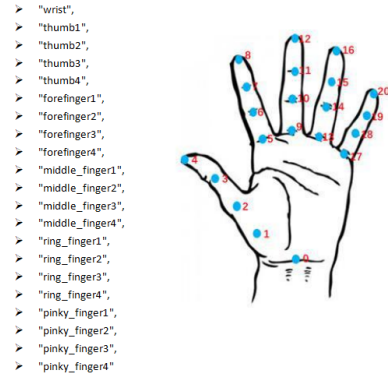 "wrist",
"thumb1",
"thumb2",
"thumb3",
"thumb4",
"forefinger1",
"forefinger2",
"forefinger3",
"forefinger4",
"middle_finger1",
"middle_finger2",
"middle_finger3",
"middle_finger4",
"ring_finger1",
"ring_finger2",
"ring_finger3",
"ring_finger4",
"pinky_finger1",
"pinky_finger2",
"pinky_finger3",
"pinky_finger4"
12
16
8
11
7
15
20
10
14
6
19
9
13
18
5
17
4
3
2
1
0